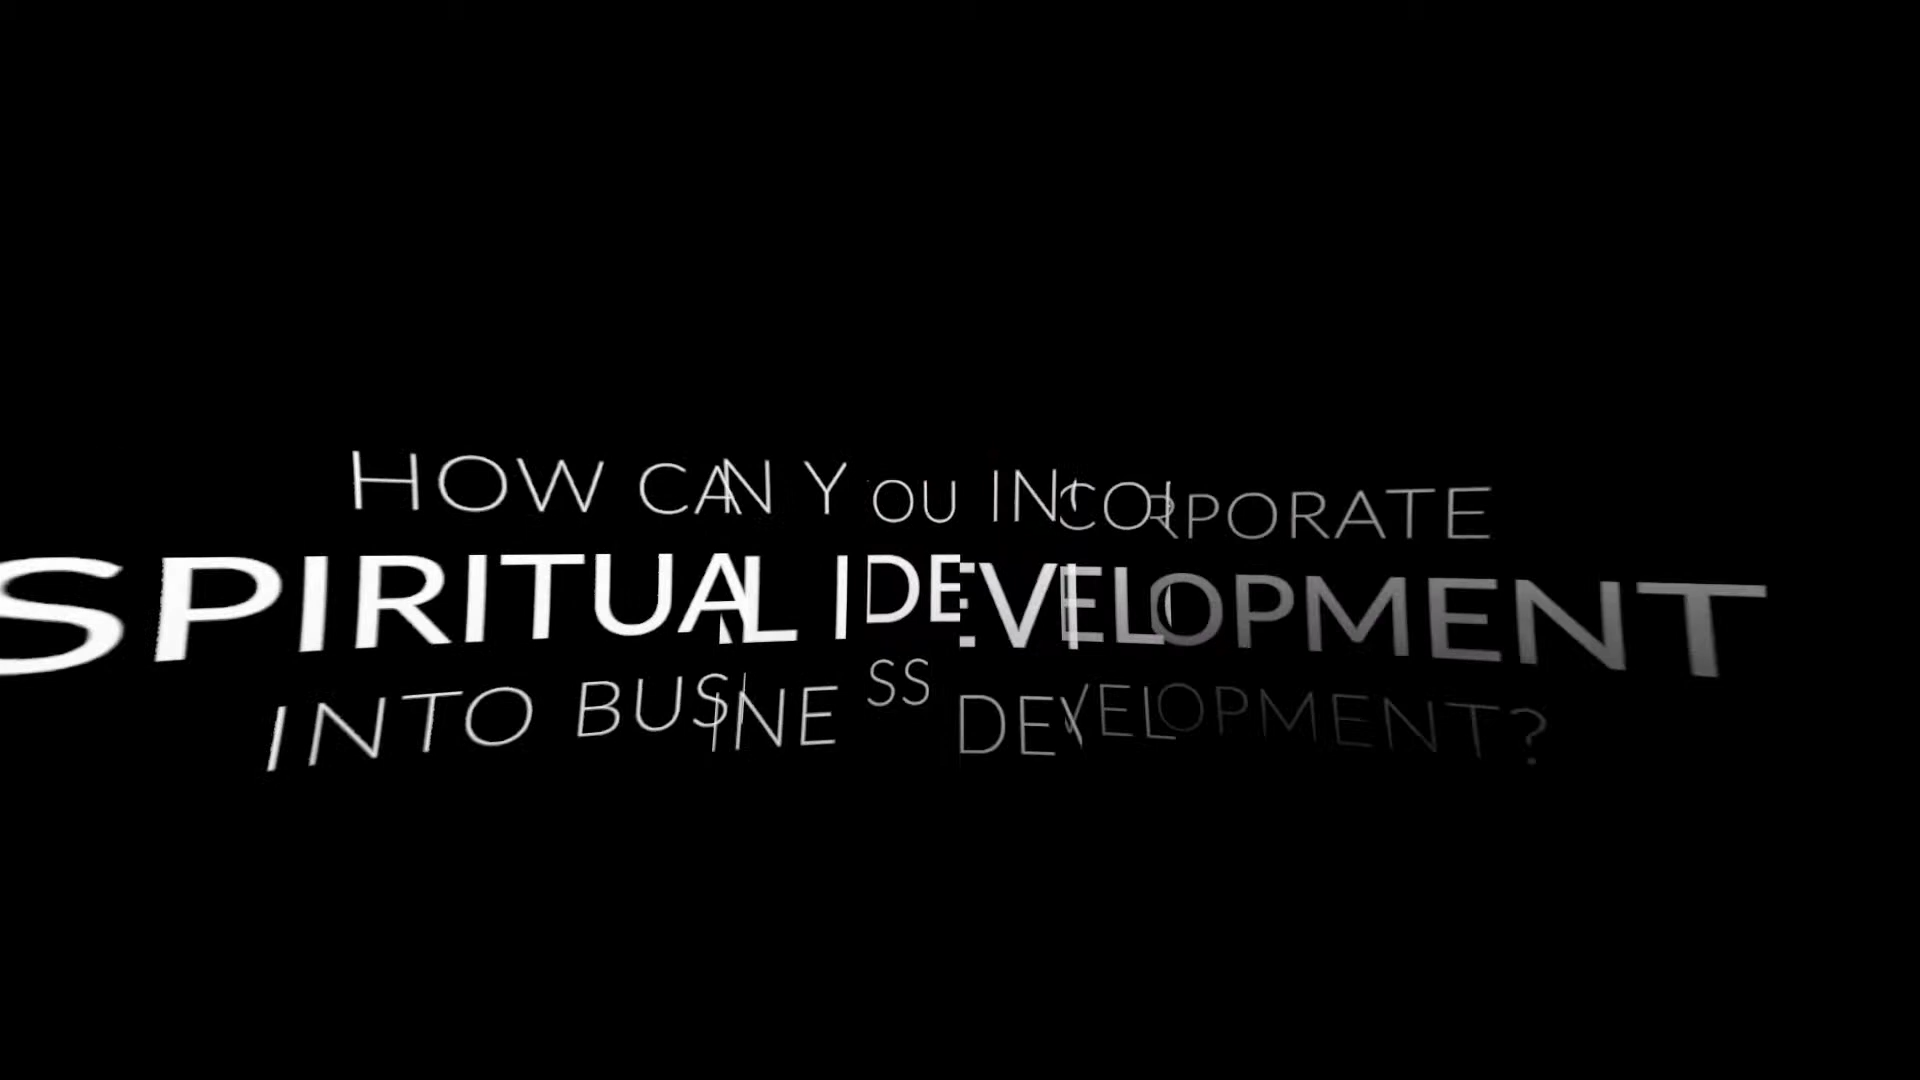 HOW CAN YOU INCORPORATE
SPIRITUAL DEVELOPMENT
INTO BUSINESS DEVELOPMENT?